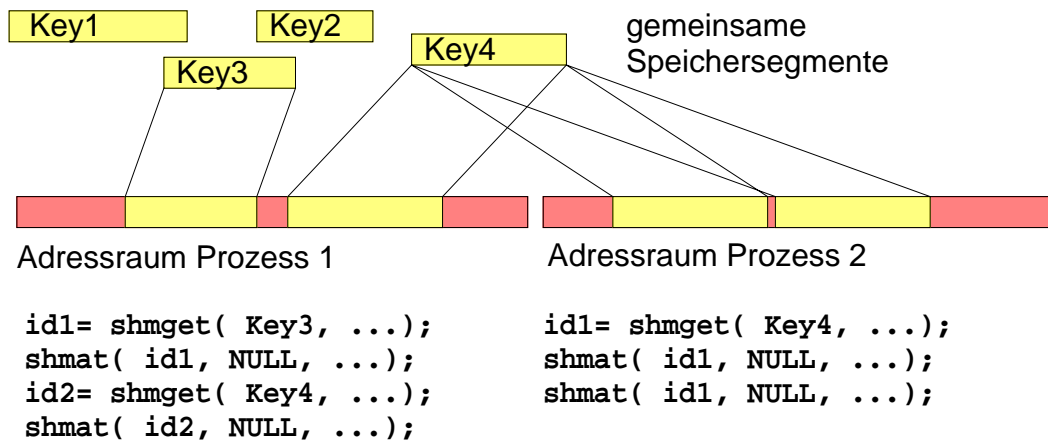 Key1
Key2
Key4
gemeinsame
Speichersegmente
Key3
Adressraum Prozess 1
Adressraum Prozess 2
id1= shmget( Key3, ...);
shmat( id1, NULL, ...);
id2= shmget( Key4, ...);
shmat( id2, NULL, ...);
id1= shmget( Key4, ...);
shmat( id1, NULL, ...);
shmat( id1, NULL, ...);